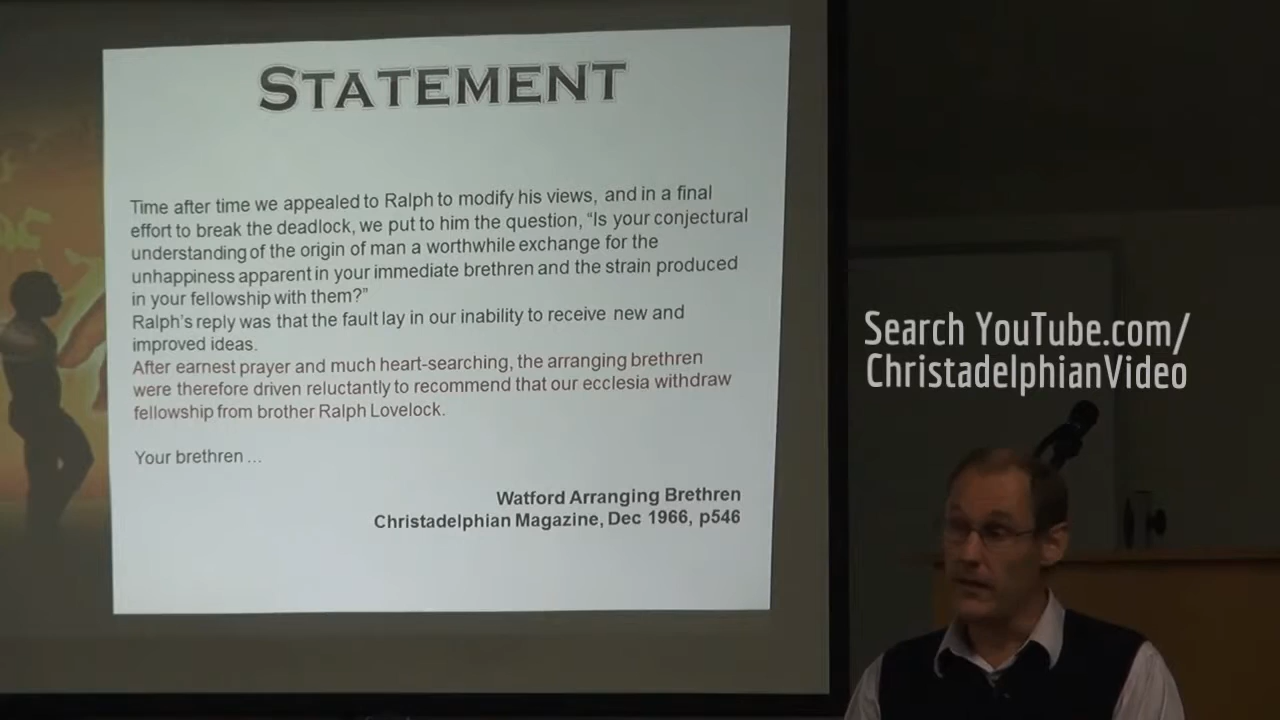 STATEMENT
Time after time we appealed to Ralph to modify his views, and in a final
effort to break the deadlock, we put to him the question, “Is your conjectural
understanding of the origin of man a worthwhile exchange for the
unhappiness apparent in your immediate brethren and the strain produced
in your fellowship with them?”
Ralph’s reply was that the fault lay in our inability to receive new and
improved ideas.
After earnest prayer and much heart-searching, the arranging brethren
were therefore driven reluctantly to recommend that our ecclesia withdraw
fellowship from brother Ralph Lovelock.
Your brethren ...
Watford Arranging Brethren
Christadelphian Magazine, Dec 1966, p546
Search YouTube.com/
ChristadelphianVideo